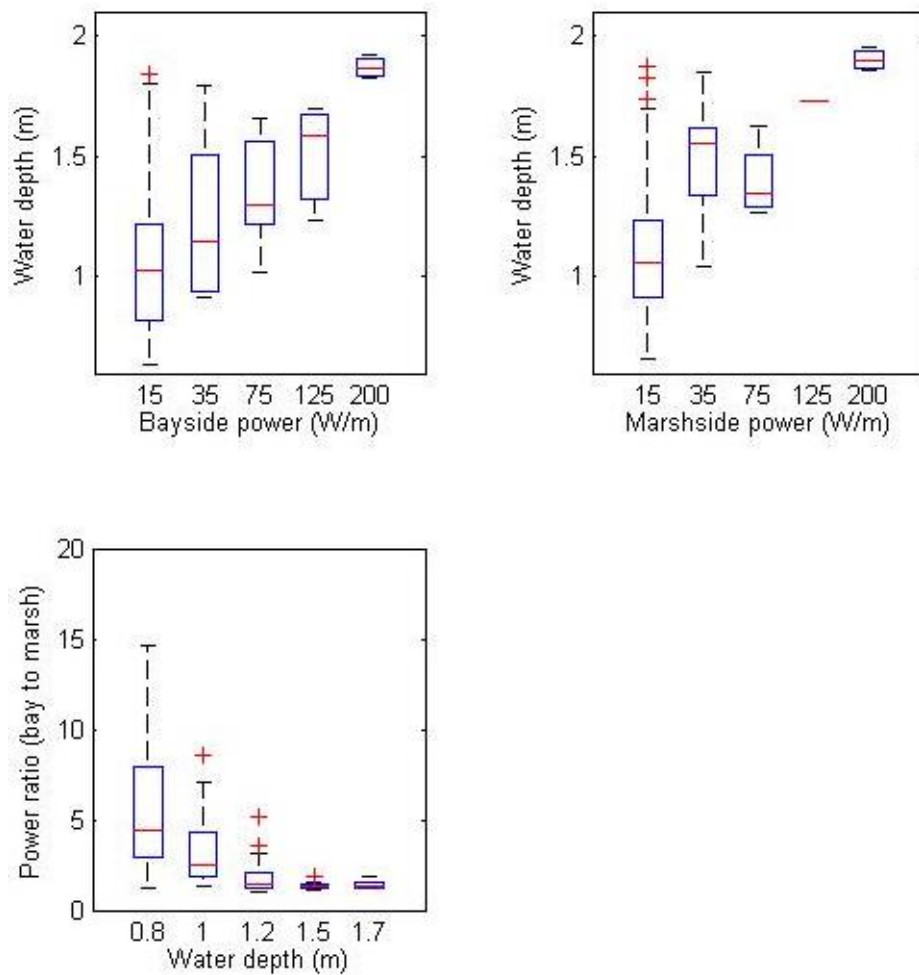 2
1.5
1
Water depth (m)
15 35 75 125 200
Bayside power (W/m)
2
1.5
1
Water depth (m)
15 35 75 125 200
Marshside power (W/m)
20
15
10
5
0
Power ratio (bay to marsh)
0.8 1 1.2 1.5 1.7
Water depth (m)